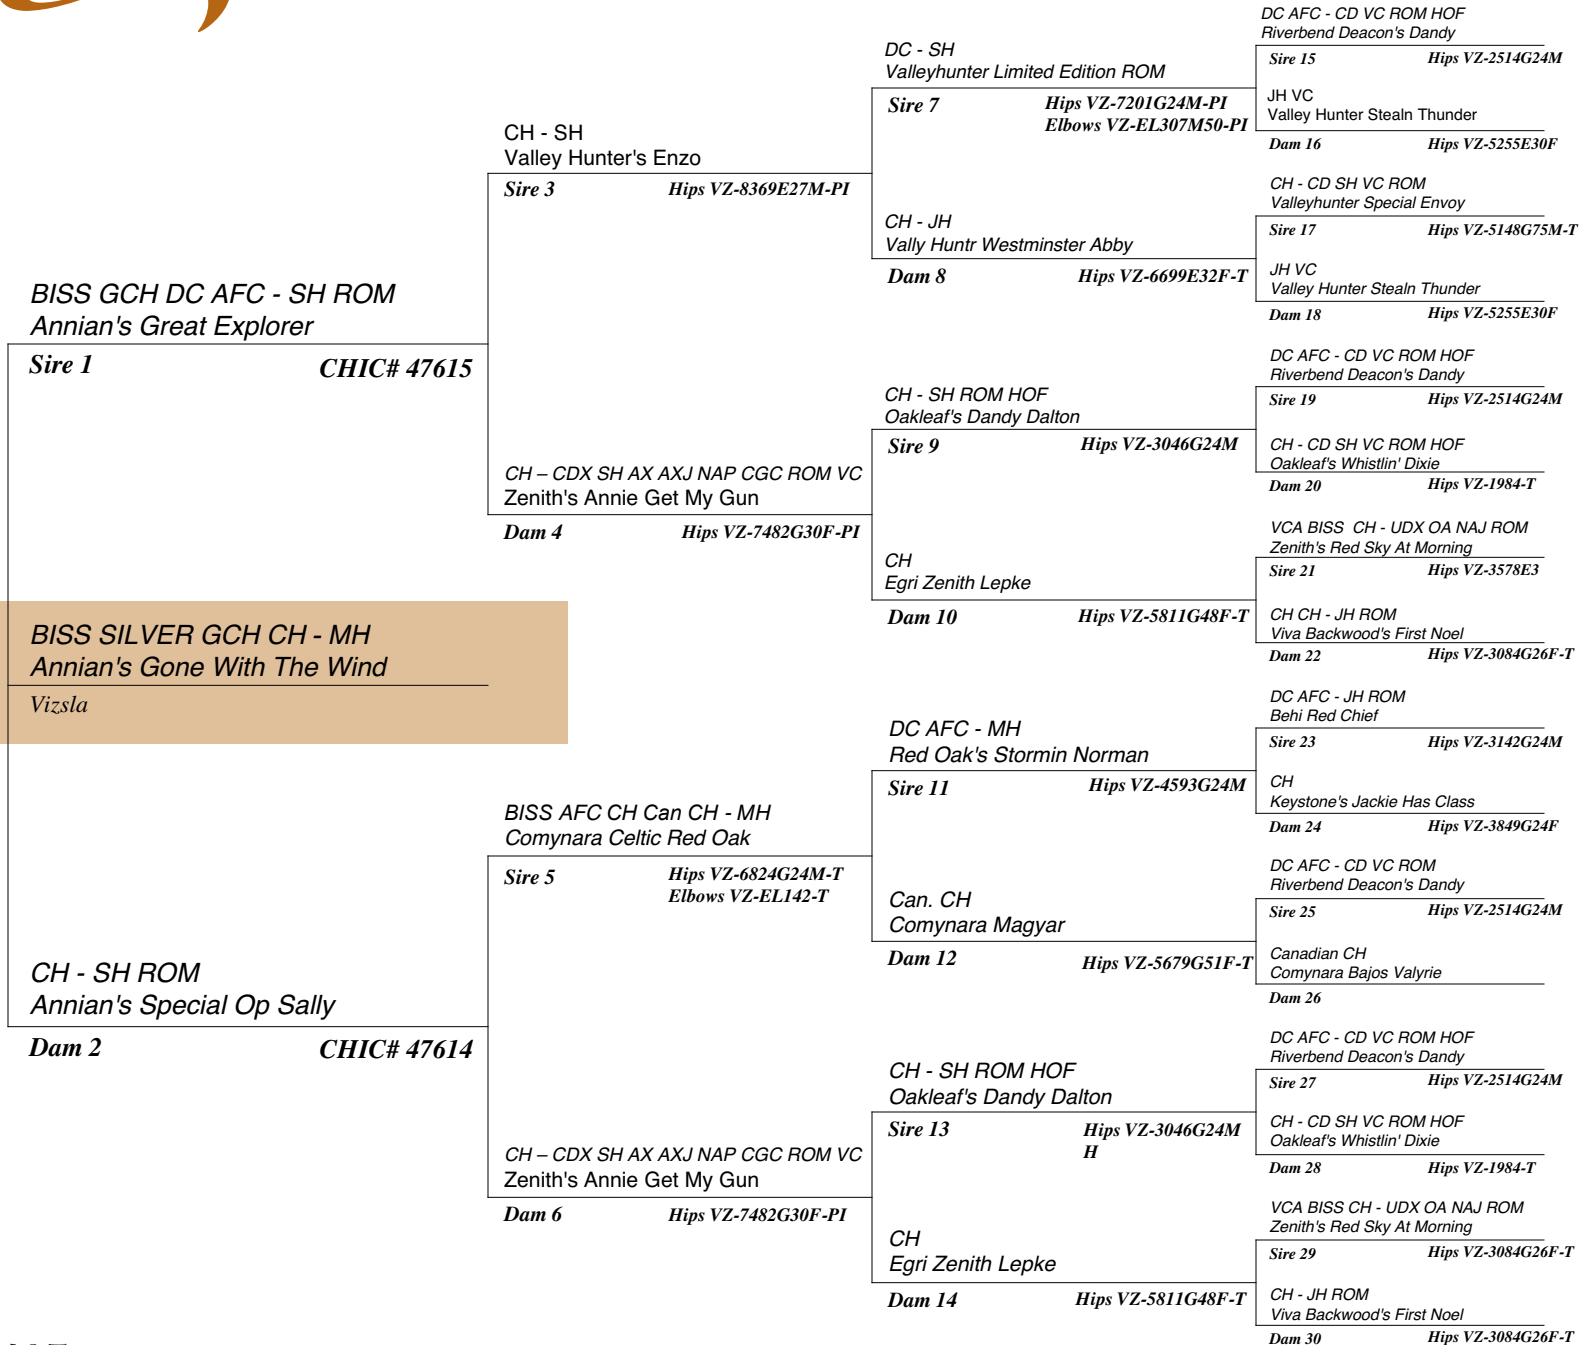 BISS GCH DC AFC - SH ROM
Annian's Great Explorer
Sire 1 CHIC# 47615
BISS SILVER GCH CH - MH
Annian's Gone With The Wind
Vizsla
CH - SH ROM
Annian's Special Op Sally
Dam 2 CHIC# 47614
CH - SH
Valley Hunter's Enzo
Sire 3 Hips VZ-8369E27M-PI
CH – CDX SH AX AXJ NAP CGC ROM VC
Zenith's Annie Get My Gun
Dam 4 Hips VZ-7482G30F-PI
BISS AFC CH Can CH - MH
Comynara Celtic Red Oak
Sire 5 Hips VZ-6824G24M-T
Elbows VZ-EL142-T
CH – CDX SH AX AXJ NAP CGC ROM VC
Zenith's Annie Get My Gun
Dam 6 Hips VZ-7482G30F-PI
DC - SH
Valleyhunter Limited Edition ROM
Sire 7 Hips VZ-7201G24M-PI
Elbows VZ-EL307M50-PI
CH - JH
Vally Huntr Westminster Abby
Dam 8 Hips VZ-6699E32F-T
CH - SH ROM HOF
Oakleaf's Dandy Dalton
Sire 9 Hips VZ-3046G24M
CH
Egri Zenith Lepke
Dam 10 Hips VZ-5811G48F-T
DC AFC - MH
Red Oak's Stormin Norman
Sire 11 Hips VZ-4593G24M
Can. CH
Comynara Magyar
Dam 12 Hips VZ-5679G51F-T
CH - SH ROM HOF
Oakleaf's Dandy Dalton
Sire 13 Hips VZ-3046G24M
H
CH
Egri Zenith Lepke
Dam 14 Hips VZ-5811G48F-T
DC AFC - CD VC ROM HOF
Riverbend Deacon's Dandy
Sire 15 Hips VZ-2514G24M
JH VC
Valley Hunter Stealn Thunder
Dam 16 Hips VZ-5255E30F
CH - CD SH VC ROM
Valleyhunter Special Envoy
Sire 17 Hips VZ-5148G75M-T
JH VC
Valley Hunter Stealn Thunder
Dam 18 Hips VZ-5255E30F
DC AFC - CD VC ROM HOF
Riverbend Deacon's Dandy
Sire 19 Hips VZ-2514G24M
CH - CD SH VC ROM HOF
Oakleaf's Whistlin' Dixie
Dam 20 Hips VZ-1984-T
VCA BISS CH - UDX OA NAJ ROM
Zenith's Red Sky At Morning
Sire 21 Hips VZ-3578E3
CH CH - JH ROM
Viva Backwood's First Noel
Dam 22 Hips VZ-3084G26F-T
DC AFC - JH ROM
Behi Red Chief
Sire 23 Hips VZ-3142G24M
CH
Keystone's Jackie Has Class
Dam 24 Hips VZ-3849G24F
DC AFC - CD VC ROM
Riverbend Deacon's Dandy
Sire 25 Hips VZ-2514G24M
Canadian CH
Comynara Bajos Valyrie
Dam 26
DC AFC - CD VC ROM HOF
Riverbend Deacon's Dandy
Sire 27 Hips VZ-2514G24M
CH - CD SH VC ROM HOF
Oakleaf's Whistlin' Dixie
Dam 28 Hips VZ-1984-T
VCA BISS CH - UDX OA NAJ ROM
Zenith's Red Sky At Morning
Sire 29 Hips VZ-3084G26F-T
CH - JH ROM
Viva Backwood's First Noel
Dam 30 Hips VZ-3084G26F-T